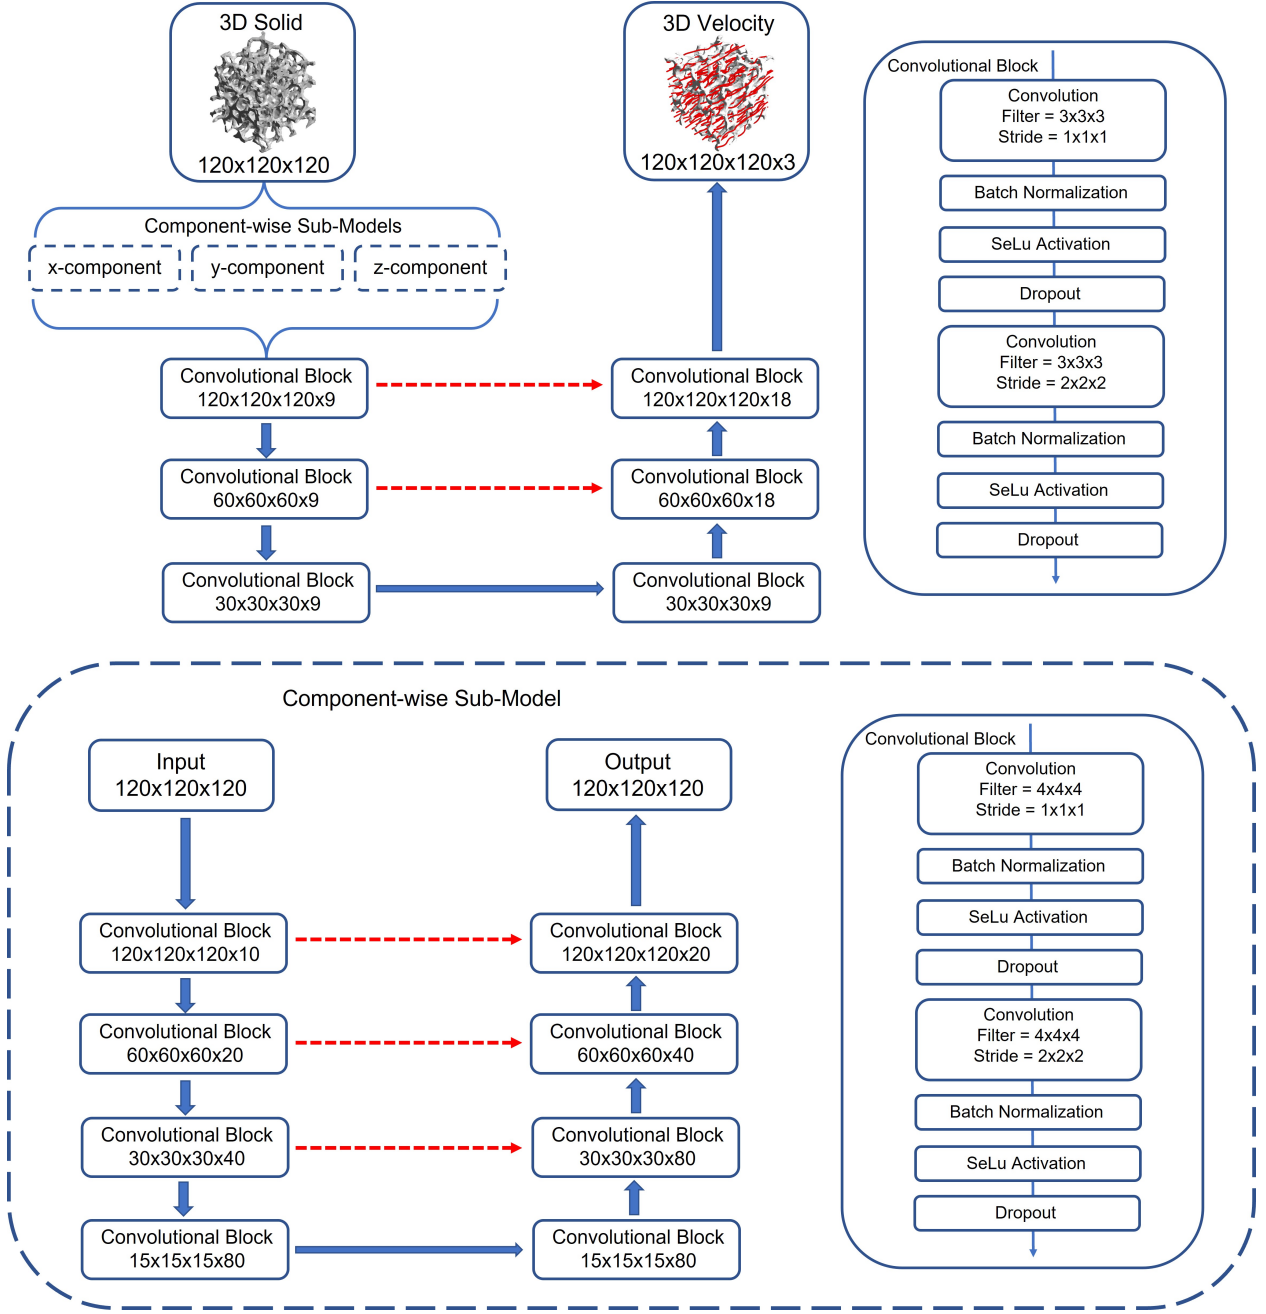 3D Solid
120x120x120
3D Velocity
120x120x120x3
Component-wise Sub-Models
x-component
y-component
z-component
Convolutional Block
120x120x120x9
Convolutional Block
120x120x120x18
Convolutional Block
60x60x60x9
Convolutional Block
60x60x60x18
Convolutional Block
30x30x30x9
Convolutional Block
30x30x30x9
Convolutional Block
Convolution
Filter = 3x3x3
Stride = 1x1x1
Batch Normalization
SeLu Activation
Dropout
Convolution
Filter = 3x3x3
Stride = 2x2x2
Batch Normalization
SeLu Activation
Dropout
Component-wise Sub-Model
Input
120x120x120
Output
120x120x120
Convolutional Block
120x120x120x10
Convolutional Block
120x120x120x20
Convolutional Block
60x60x60x20
Convolutional Block
60x60x60x40
Convolutional Block
30x30x30x40
Convolutional Block
30x30x30x80
Convolutional Block
15x15x15x80
Convolutional Block
15x15x15x80
Convolutional Block
Convolution
Filter = 4x4x4
Stride = 1x1x1
Batch Normalization
SeLu Activation
Dropout
Convolution
Filter = 4x4x4
Stride = 2x2x2
Batch Normalization
SeLu Activation
Dropout